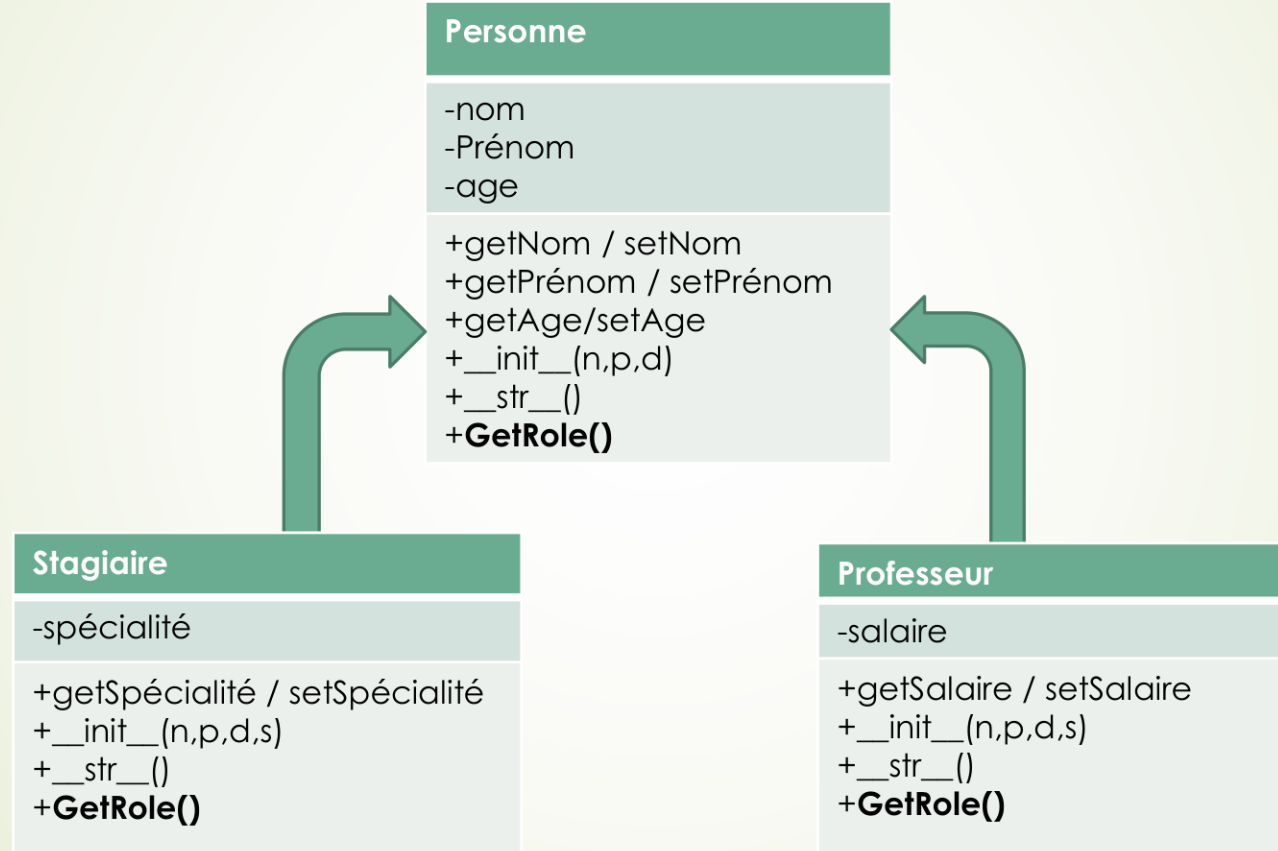 Personne
-nom
-Prénom
-age
+getNom / setNom
+getPrénom / setPrénom
+getAge/setAge
+__init__(n,p,d)
+__str__()
+GetRole()
Stagiaire
-spécialité
+getSpécialité / setSpécialité
+__init__(n,p,d,s)
+__str__()
+GetRole()
Professeur
-salaire
+getSalaire / setSalaire
+__init__(n,p,d,s)
+__str__()
+GetRole()